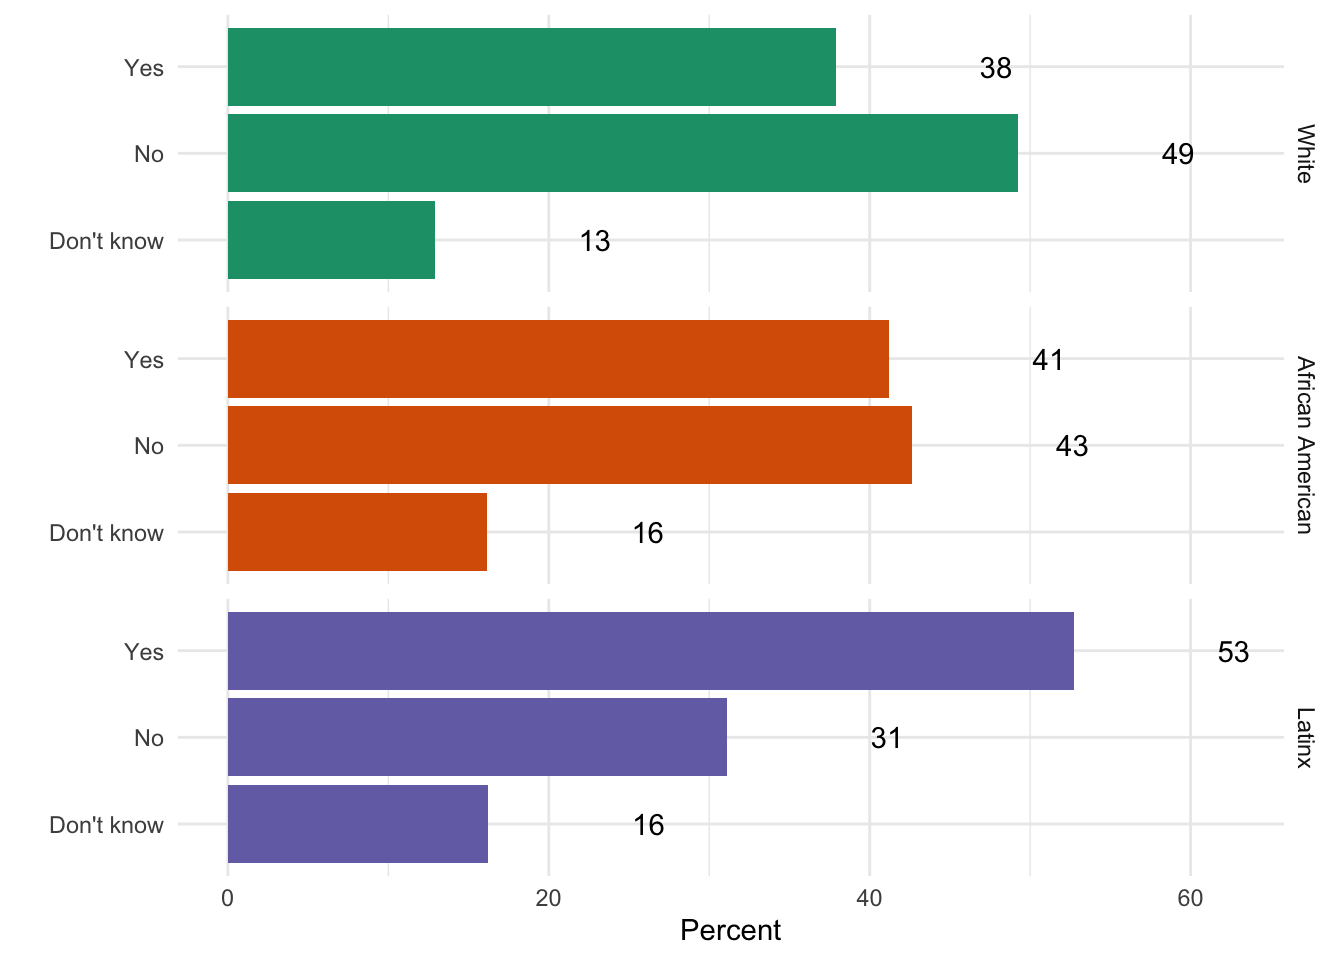 Yes 38
No 49
Don't know 13
White
Yes 41
No 43
Don't know 16
African American
Yes 53
No 31
Don't know 16
Latinx
0 20 40 60
Percent